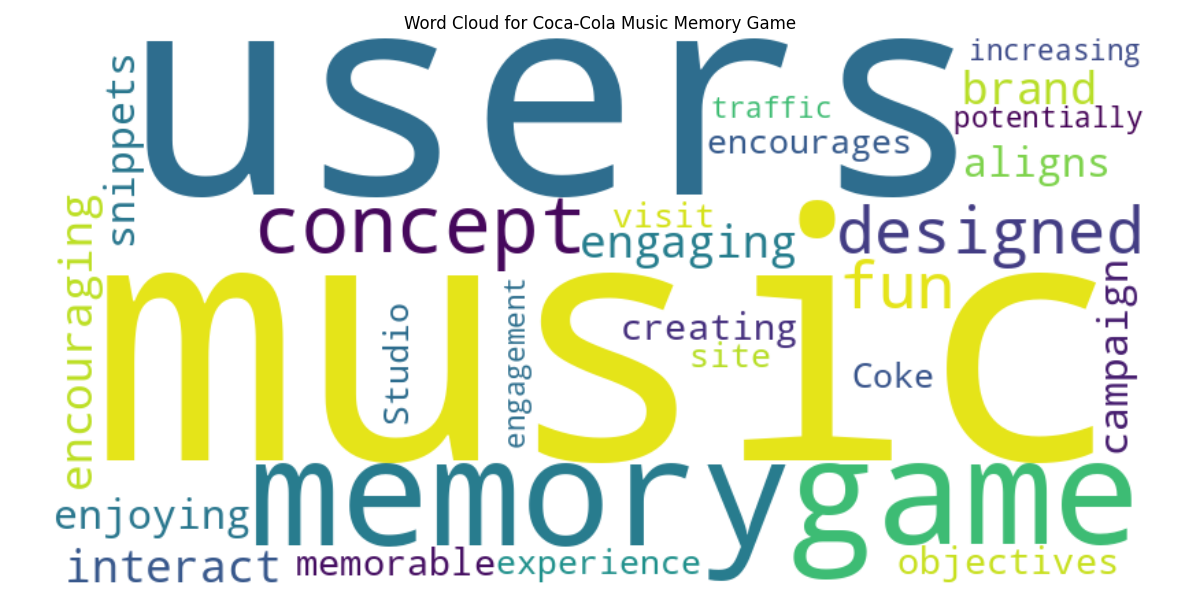 Word Cloud for Coca-Cola Music Memory Game
users
increasing
snippets
brand
traffic
potentially
encourages
aligns
concept
visit
designed
engaging
encouraging
music
fun
campaign
Studio
engagement
creating
site
Coke
memory
game
enjoying
interact
memorable
experience
objectives